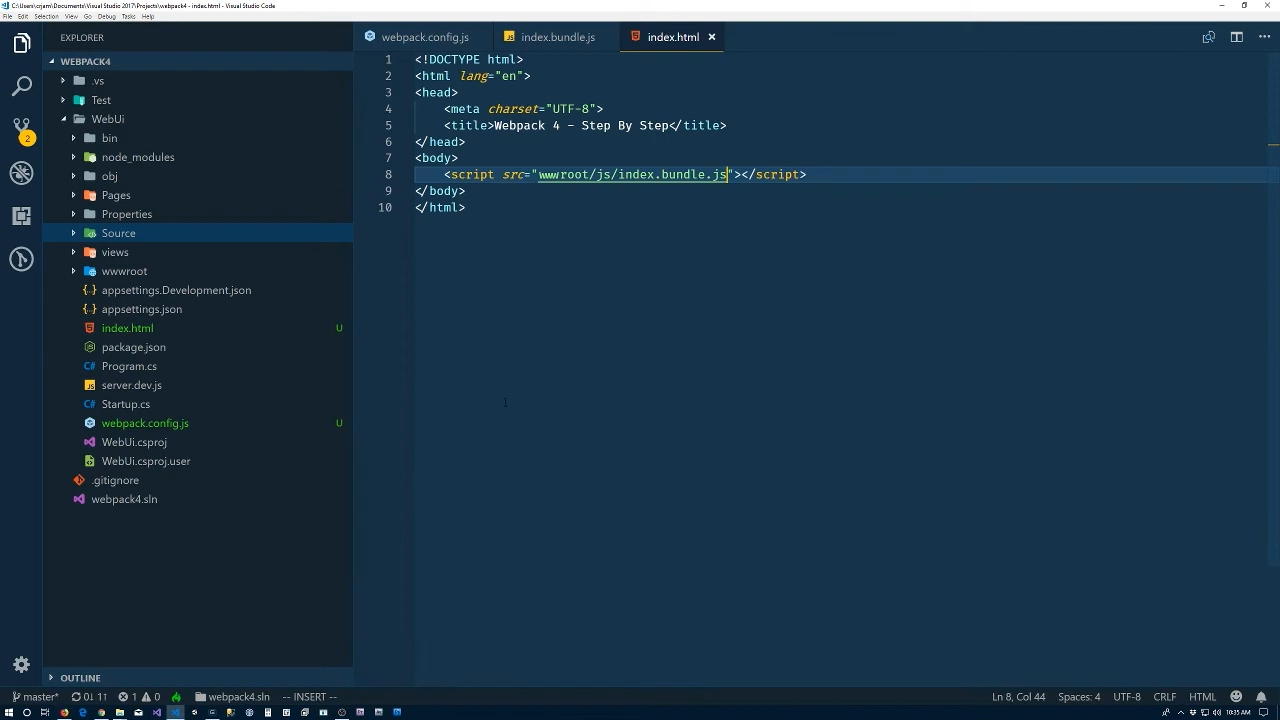 C:\Users\crjam\Documents\Visual Studio 2017\Projects\webpack4 - index.html - Visual Studio Code
File Edit Selection View Go Debug Tasks Help
EXPLORER
webpack.config.js
index.bundle.js
index.html
WEBPACK4
.vs
Test
WebUi
bin
node_modules
obj
Pages
Properties
Source
views
wwwroot
appsettings.Development.json
appsettings.json
index.html U
package.json
Program.cs
server.dev.js
Startup.cs
webpack.config.js U
WebUi.csproj
WebUi.csproj.user
.gitignore
webpack4.sln
OUTLINE
2
1 <!DOCTYPE html>
2 <html lang="en">
3 <head>
4 <meta charset="UTF-8">
5 <title>Webpack 4 - Step By Step</title>
6 </head>
7 <body>
8 <script src="wwwroot/js/index.bundle.js"></script>
9 </body>
10 </html>
master* 0↓ 1↑ 1 0 webpack4.sln -- INSERT -- Ln 8, Col 44 Spaces: 4 UTF-8 CRLF HTML
10:35 AM